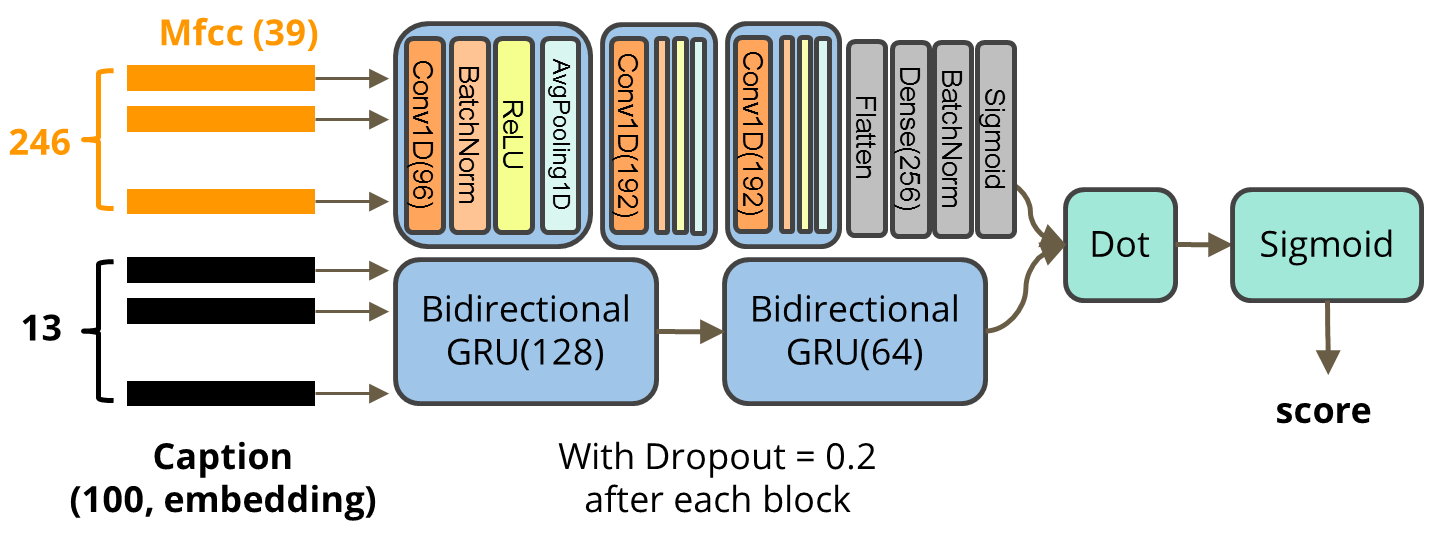 Mfcc (39)
246
Conv1D(96)
BatchNorm
ReLU
AvgPooling1D
Conv1D(192)
Conv1D(192)
Flatten
Dense(256)
BatchNorm
Sigmoid
Dot
Sigmoid
13
Bidirectional
GRU(128)
Bidirectional
GRU(64)
score
Caption
(100, embedding)
With Dropout = 0.2
after each block